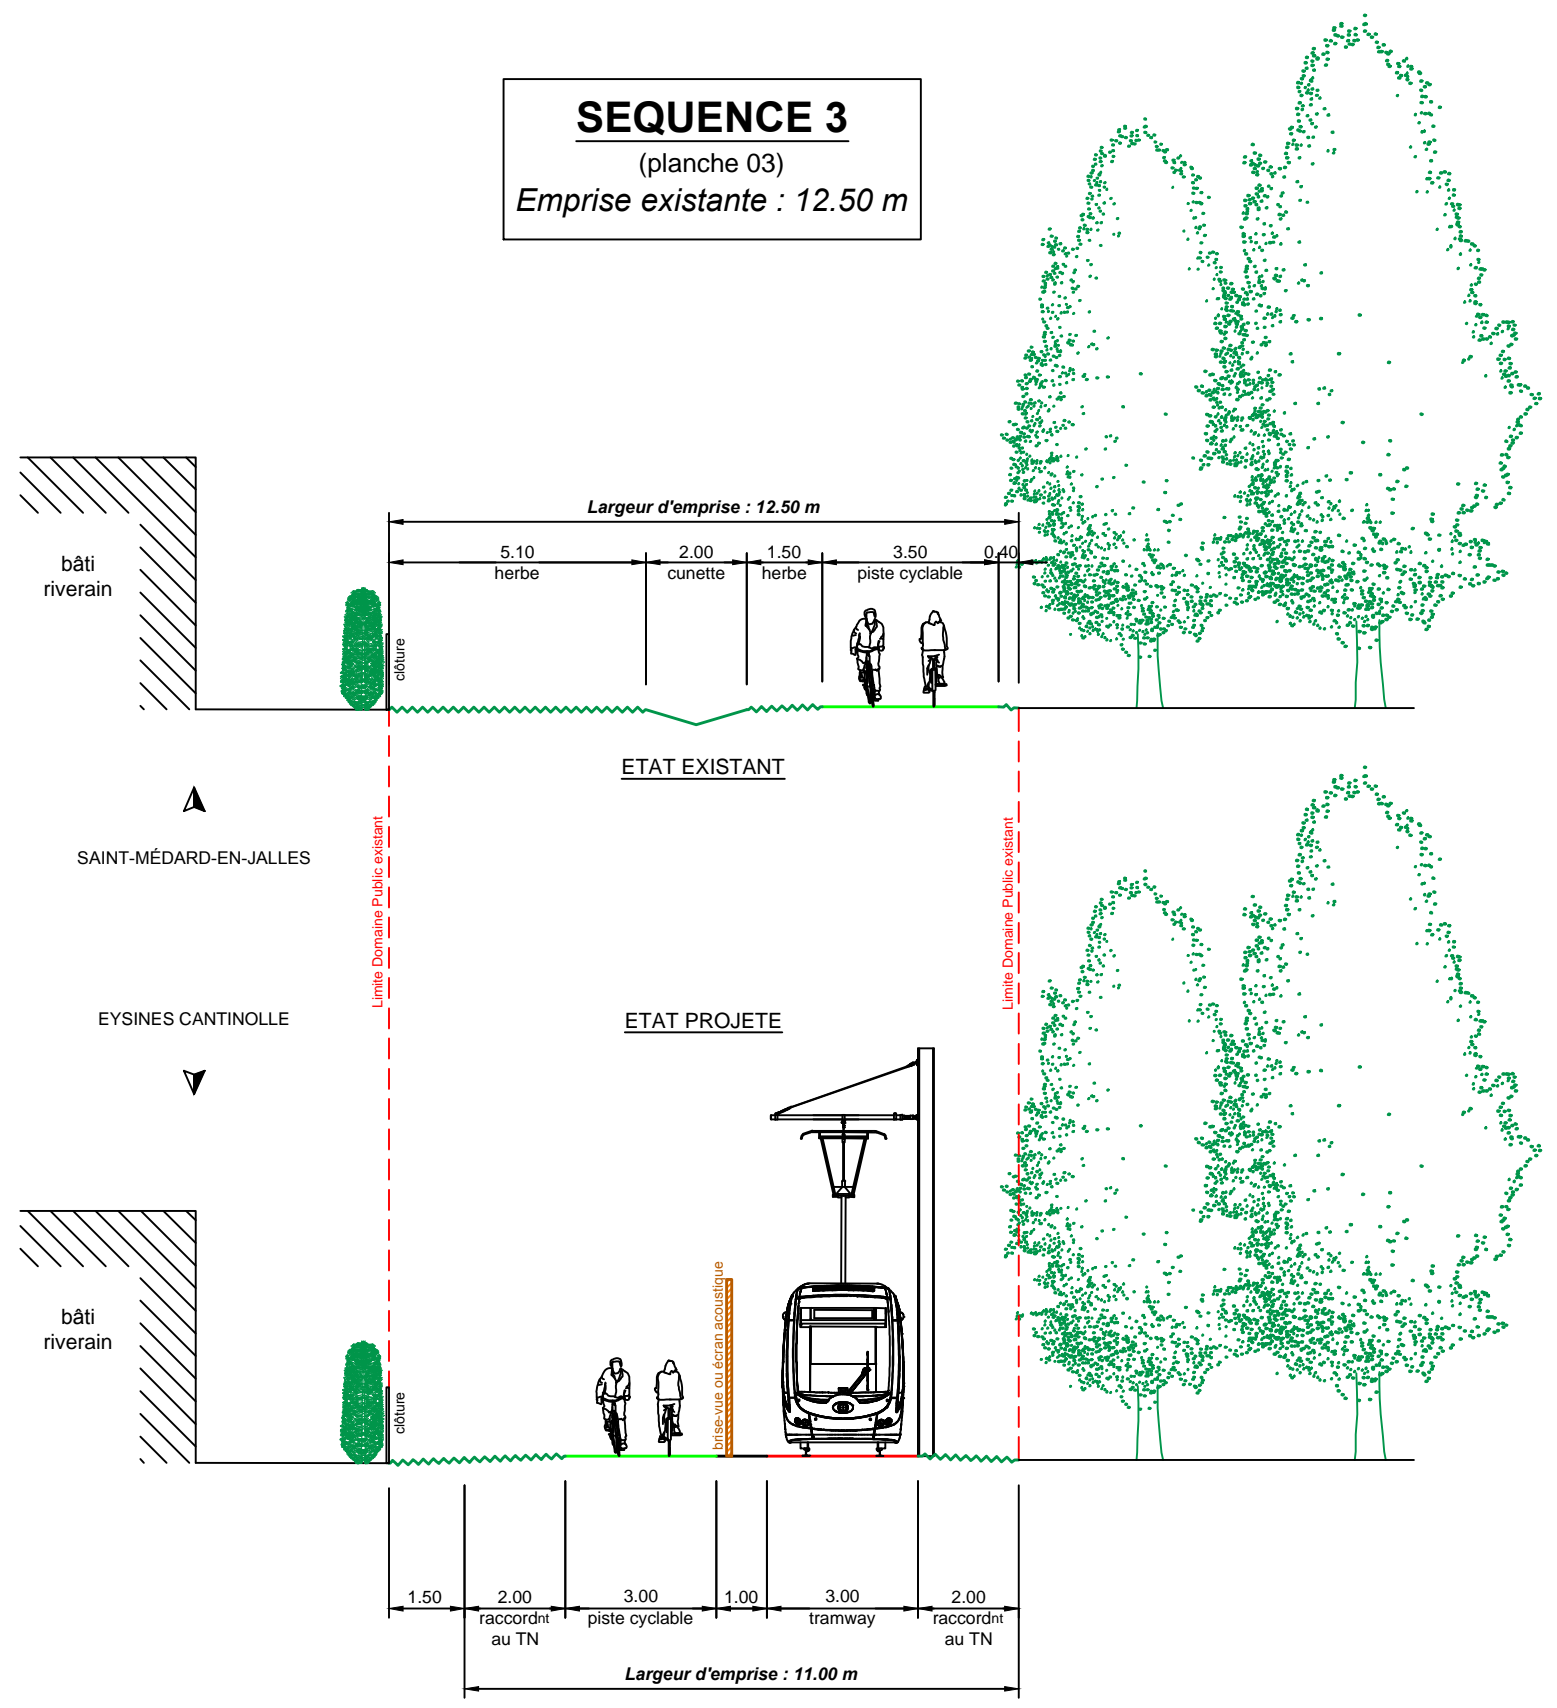 SEQUENCE 3
(planche 03)
Emprise existante : 12.50 m
Largeur d'emprise : 12.50 m
5.10
herbe
2.00
cunette
1.50
herbe
3.50
piste cyclable
0.40
bâti
riverain
clôture
ETAT EXISTANT
SAINT-MÉDARD-EN-JALLES
Limite Domaine Public existant
Limite Domaine Public existant
EYSINES CANTINOLLE
ETAT PROJETE
bâti
riverain
clôture
brise-vue ou écran acoustique
1.50
2.00
raccordnt
au TN
3.00
piste cyclable
1.00
3.00
tramway
2.00
raccordnt
au TN
Largeur d'emprise : 11.00 m